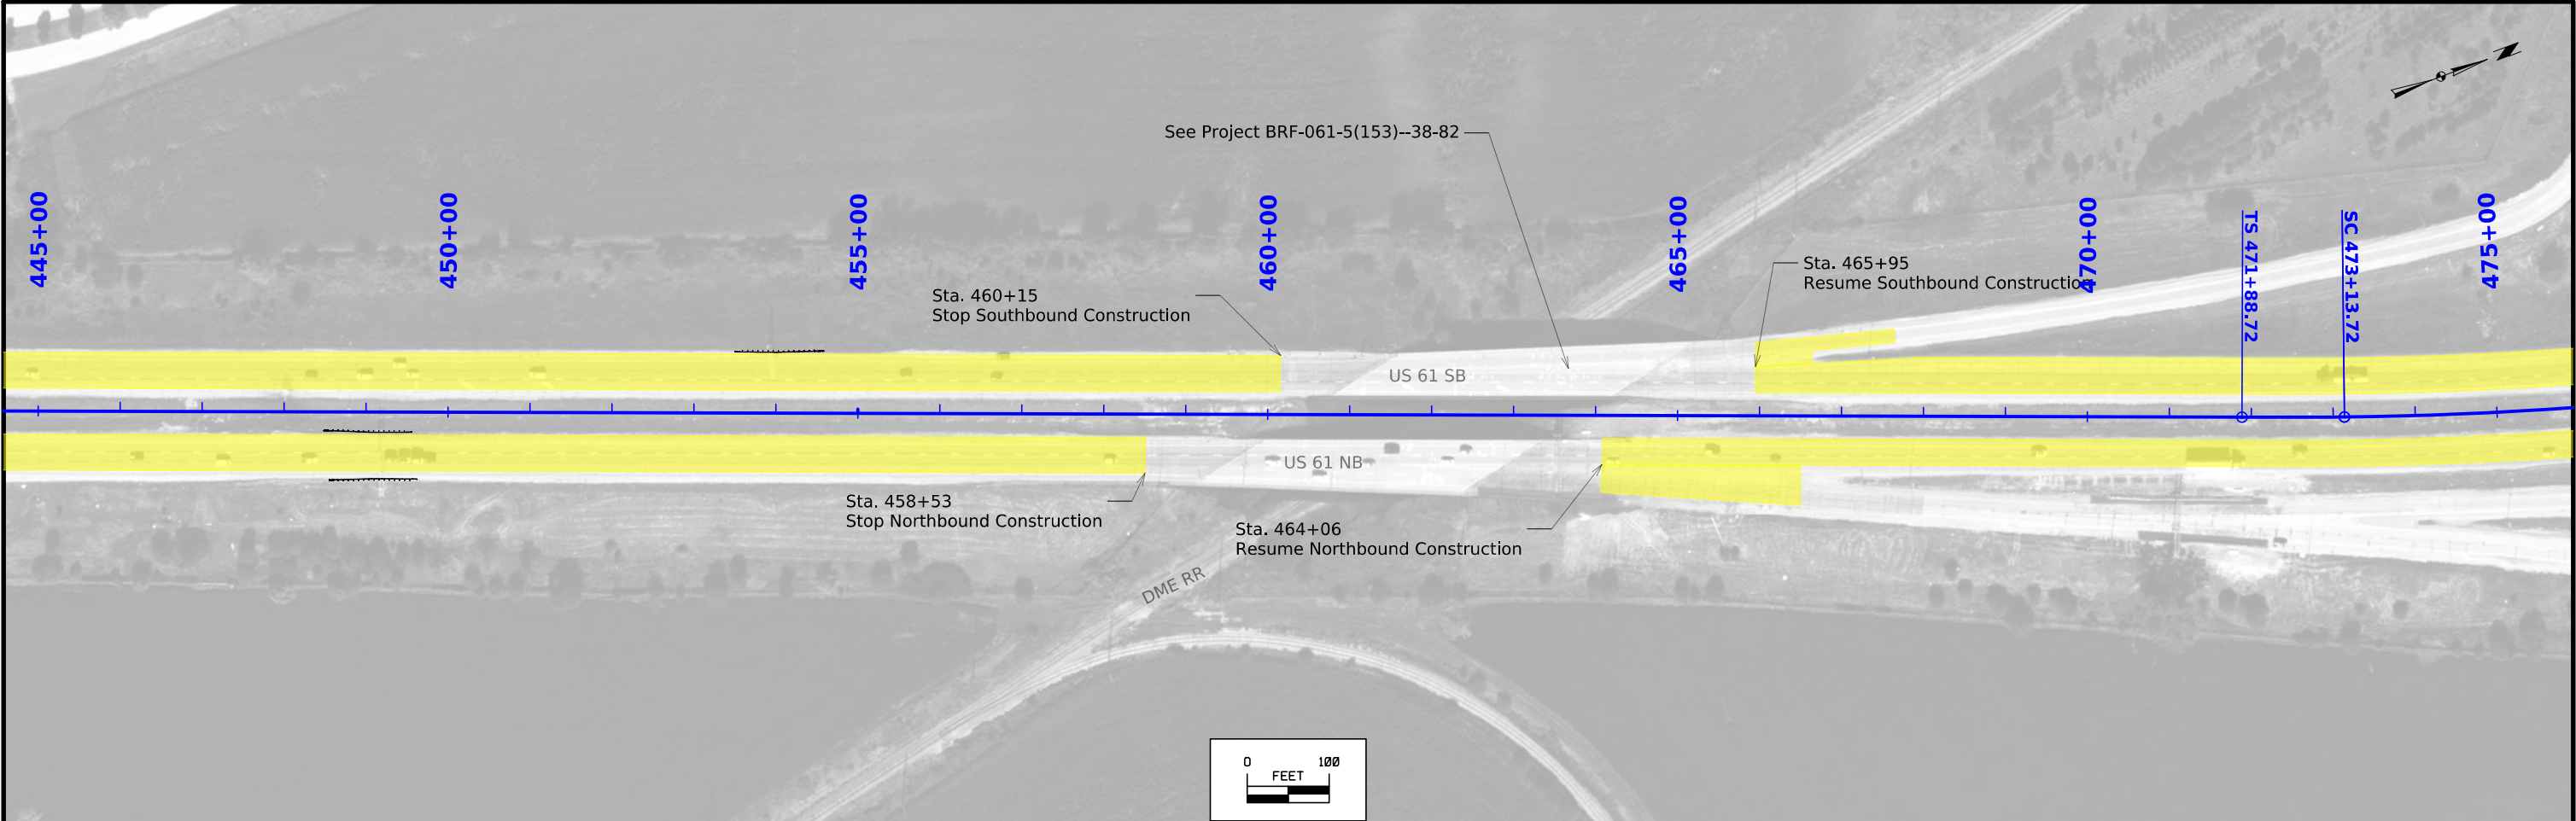 See Project BRF-061-5(153)--38-82
445+00
450+00
455+00
460+00
465+00
470+00
475+00
TS 471+88.72
SC 473+13.72
Sta. 465+95
Resume Southbound Construction
Sta. 460+15
Stop Southbound Construction
US 61 SB
US 61 NB
Sta. 458+53
Stop Northbound Construction
Sta. 464+06
Resume Northbound Construction
DME RR
0 100
FEET